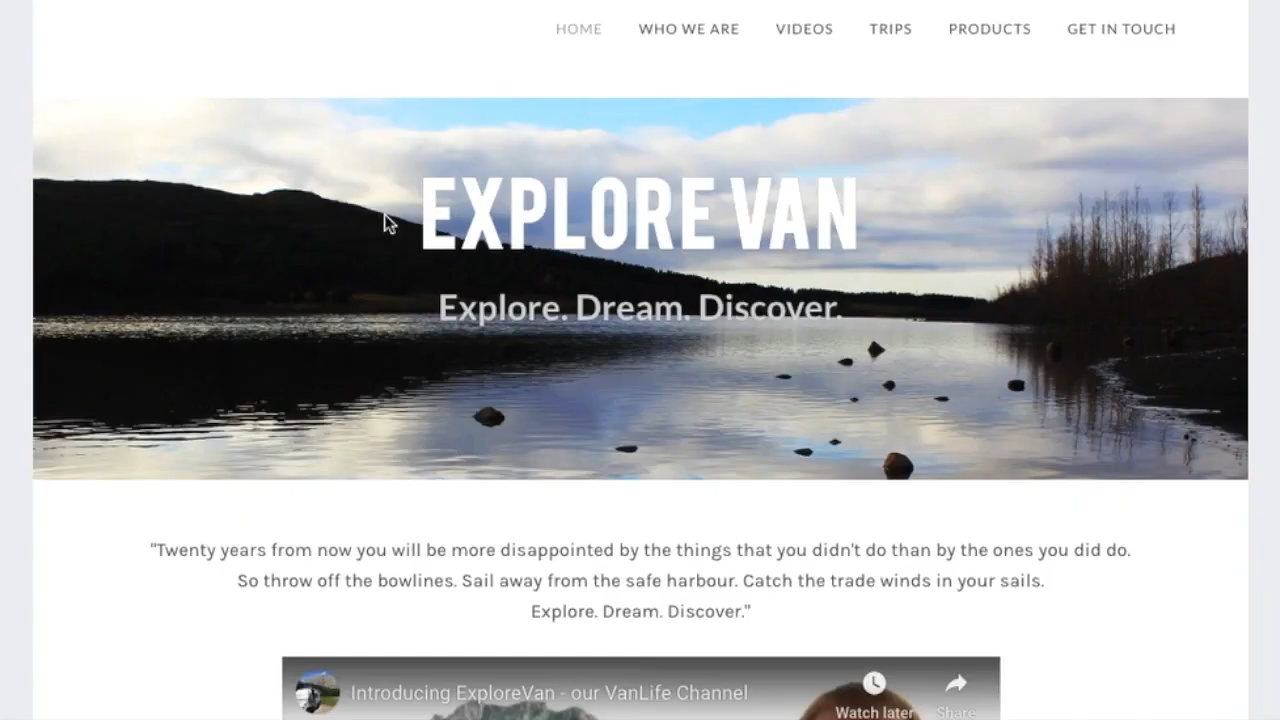 HOME WHO WE ARE VIDEOS TRIPS PRODUCTS GET IN TOUCH
EXPLORE VAN
Explore. Dream. Discover.
"Twenty years from now you will be more disappointed by the things that you didn't do than by the ones you did do.
So throw off the bowlines. Sail away from the safe harbour. Catch the trade winds in your sails.
Explore. Dream. Discover."
Introducing ExploreVan - our VanLife Channel
Watch later Share